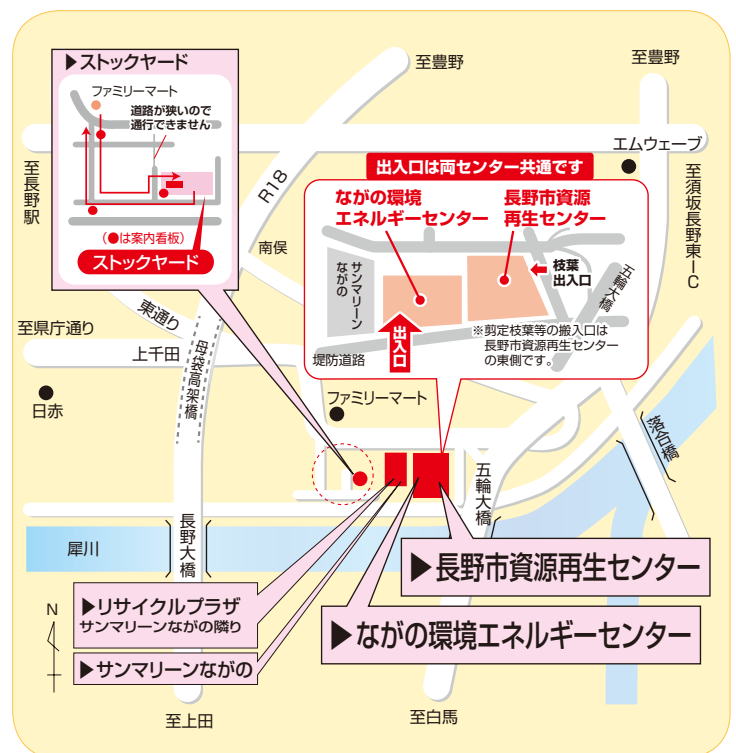 ▶ストックヤード
ファミリーマート
道路が狭いので
通行できません
(●は案内看板)
ストックヤード
至豊野
至豊野
エムウェーブ
至長野駅
R18
至須坂長野東IC
南俣
出入口は両センター共通です
ながの環境
エネルギーセンター
長野市資源
再生センター
サンマリーン
ながの
枝葉
出入口
五輪大橋
出入口
※剪定枝葉等の搬入口は
長野市資源再生センター
の東側です。
堤防道路
東通り
至県庁通り
上千田
母袋高架橋
日赤
ファミリーマート
落合橋
五輪大橋
長野大橋
犀川
▶長野市資源再生センター
▶リサイクルプラザ
サンマリーンながの隣り
▶ながの環境エネルギーセンター
▶サンマリーンながの
N
至上田
至白馬